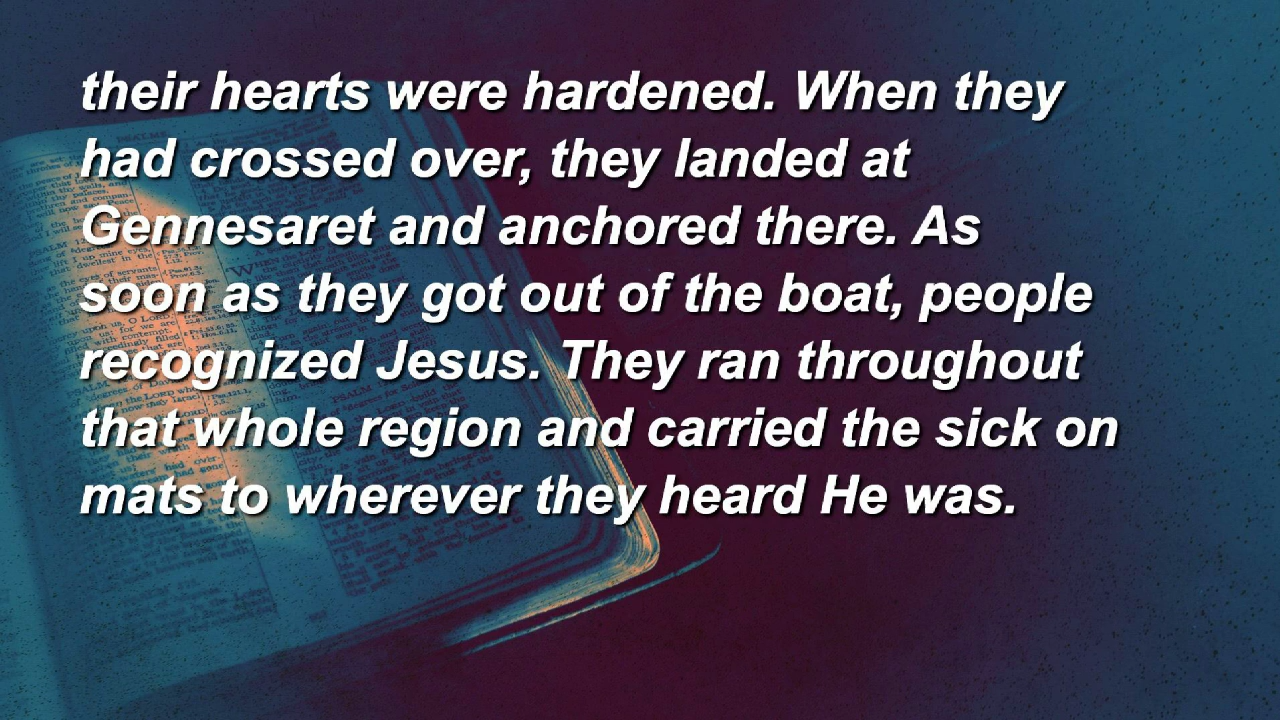 their hearts were hardened. When they
had crossed over, they landed at
Gennesaret and anchored there. As
soon as they got out of the boat, people
recognized Jesus. They ran throughout
that whole region and carried the sick on
mats to wherever they heard He was.